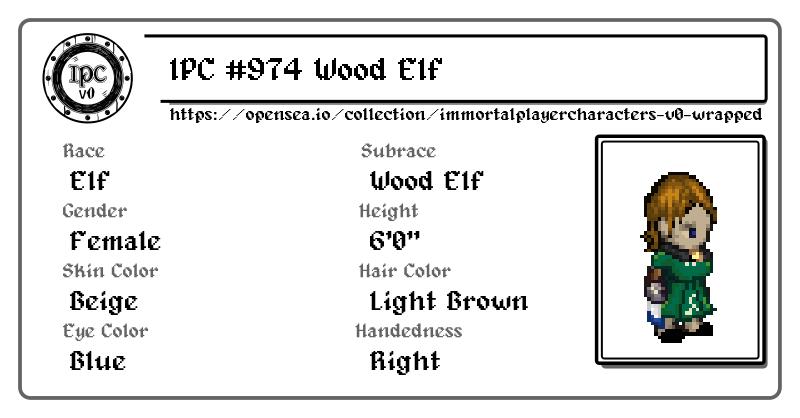 IPC v0
IPC #974 Wood Elf
https://opensea.io/collection/immortalplayercharacters-v0-wrapped
Race
Elf
Subrace
Wood Elf
Gender
Female
Height
6'0"
Skin Color
Beige
Hair Color
Light Brown
Eye Color
Blue
Handedness
Right